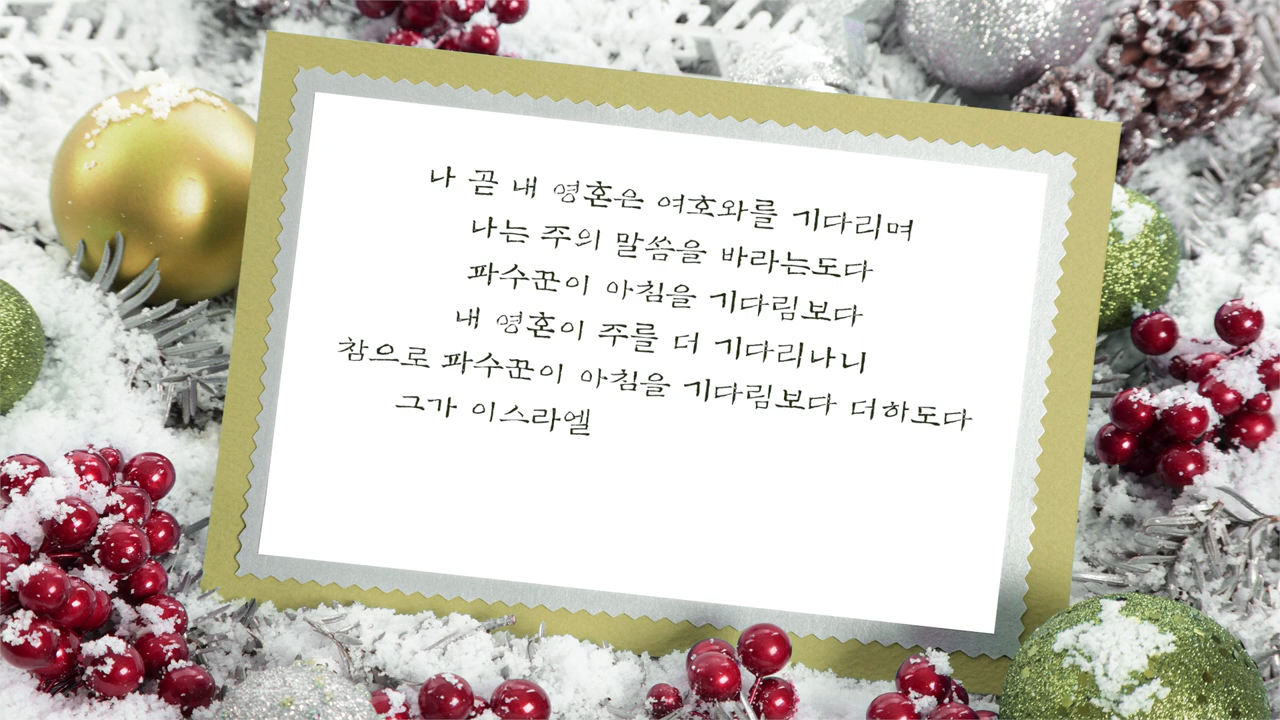 나 곧 내 영혼은 여호와를 기다리며
나는 주의 말씀을 바라는도다
파수꾼이 아침을 기다림보다
내 영혼이 주를 더 기다리나니
참으로 파수꾼이 아침을 기다림보다 더하도다
그가 이스라엘